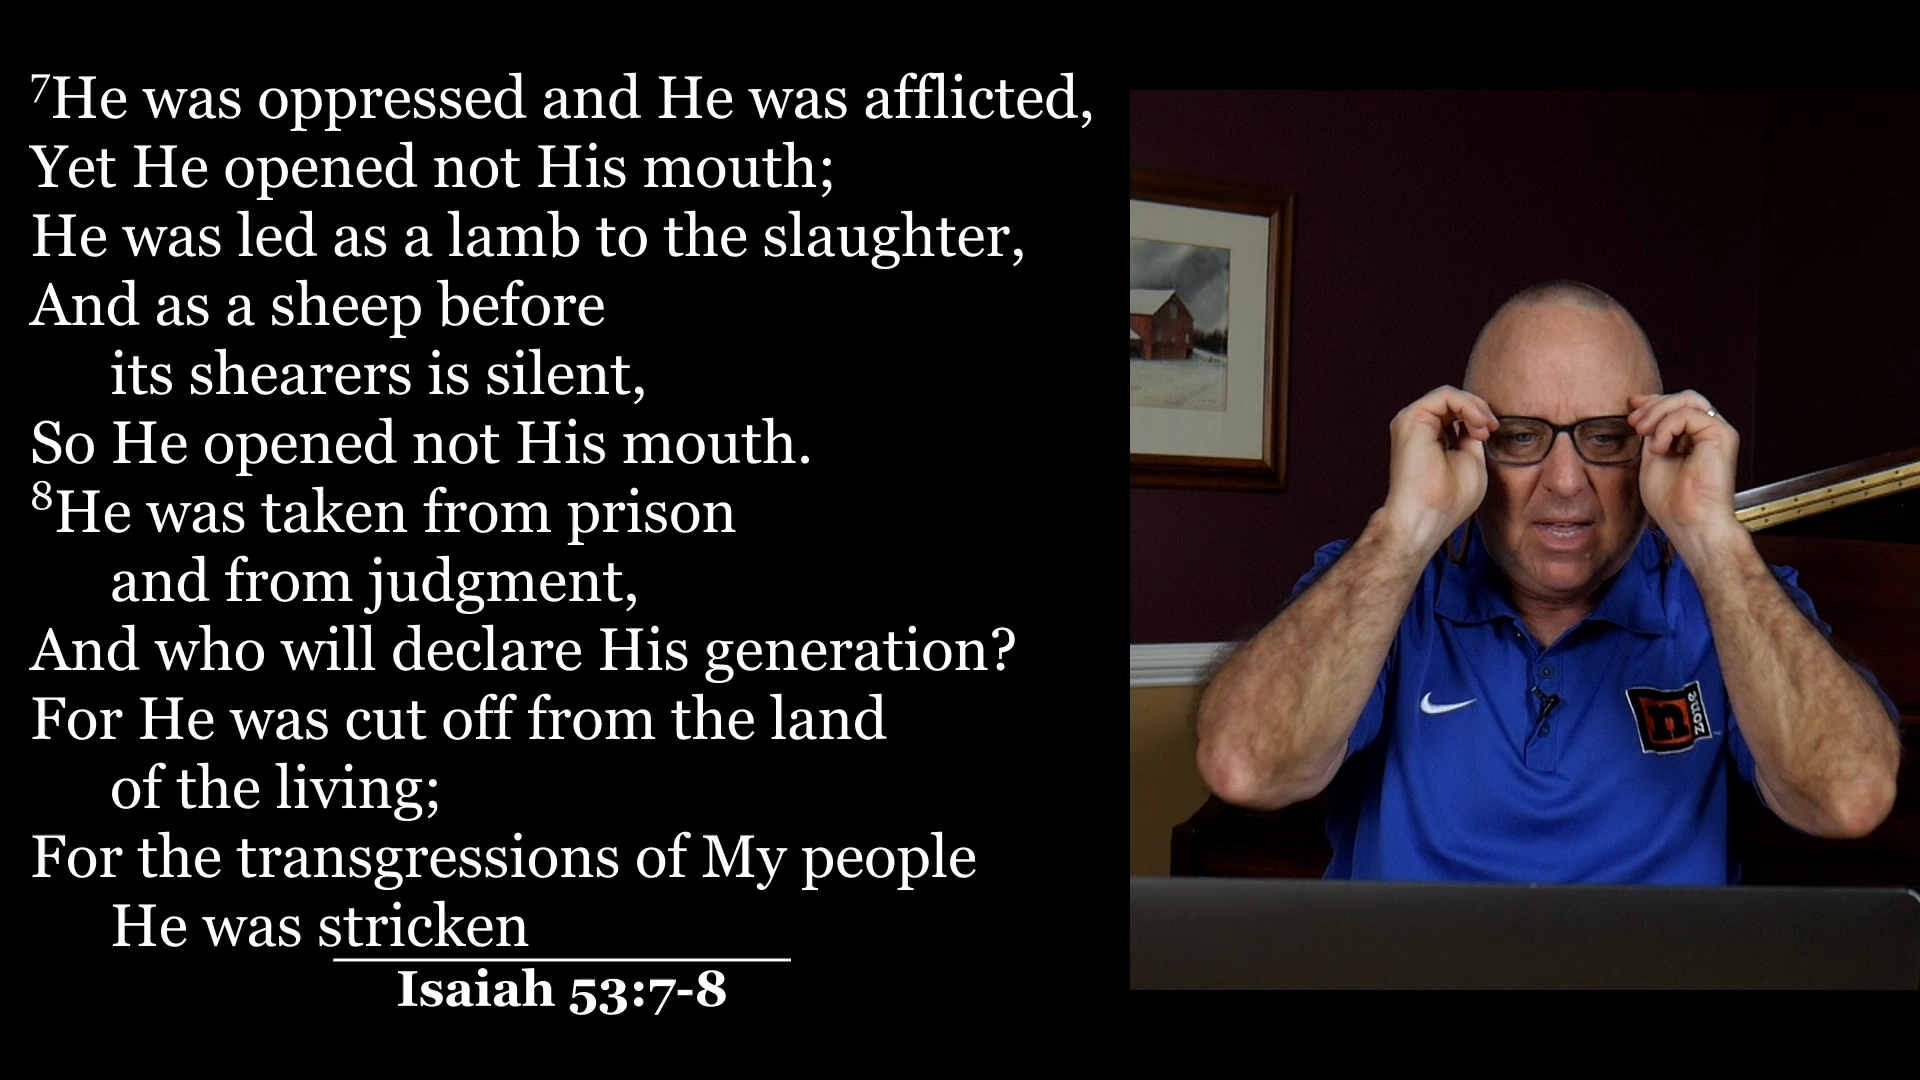 ⁷He was oppressed and He was afflicted,
Yet He opened not His mouth;
He was led as a lamb to the slaughter,
And as a sheep before
its shearers is silent,
So He opened not His mouth.
⁸He was taken from prison
and from judgment,
And who will declare His generation?
For He was cut off from the land
of the living;
For the transgressions of My people
He was stricken
Isaiah 53:7-8
n zone